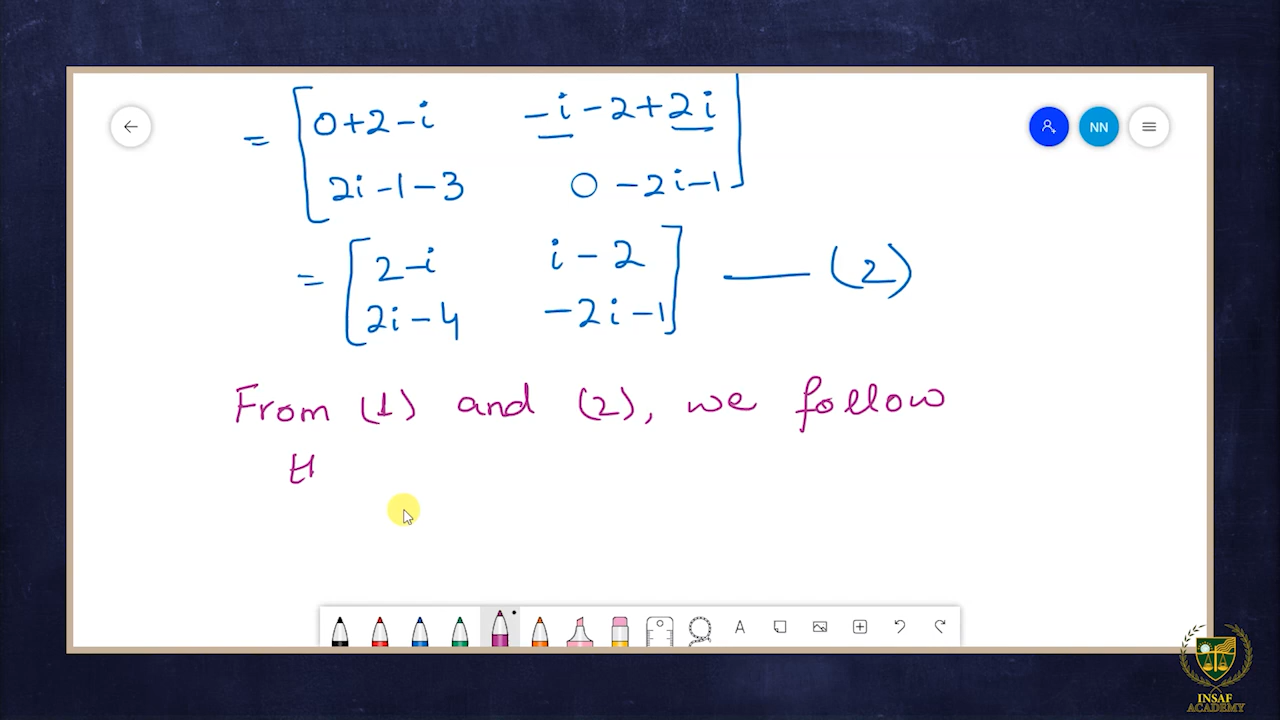 = [ 0+2-i   -i-2+2i
2i-1-3   0-2i-1 ]
= [ 2-i   i-2
2i-4   -2i-1 ] —— (2)
From (1) and (2), we follow
th
NN
A
INSAF
ACADEMY